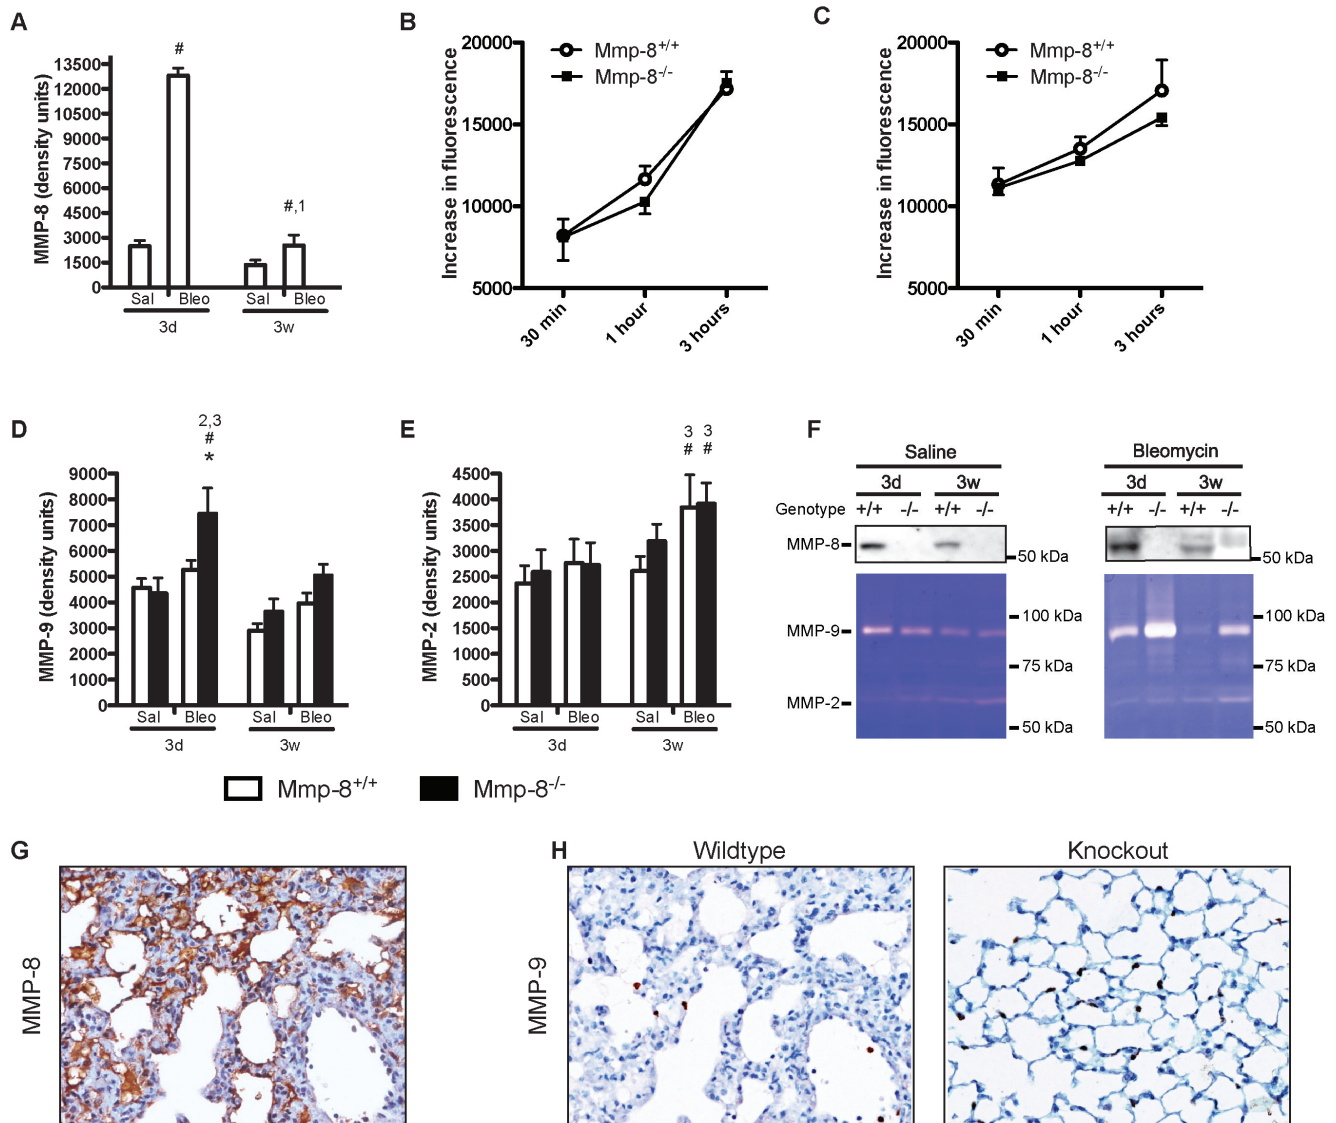 A
MMP-8 (density units)
13500
12000
10500
9000
7500
6000
4500
3000
1500
0
#
#,1
Sal Bleo Sal Bleo
3d 3w
B
Increase in fluorescence
20000
15000
10000
5000
Mmp-8+/+
Mmp-8-/-
30 min 1 hour 3 hours
C
Increase in fluorescence
20000
15000
10000
5000
Mmp-8+/+
Mmp-8-/-
30 min 1 hour 3 hours
D
MMP-9 (density units)
9000
8000
7000
6000
5000
4000
3000
2000
1000
0
2,3
#
*
Sal Bleo Sal Bleo
3d 3w
E
MMP-2 (density units)
4500
4000
3500
3000
2500
2000
1500
1000
500
0
3 3
# #
Sal Bleo Sal Bleo
3d 3w
Mmp-8+/+ Mmp-8-/-
F
Saline Bleomycin
3d 3w 3d 3w
Genotype +/+ -/- +/+ -/- +/+ -/- +/+ -/-
MMP-8
50 kDa 50 kDa
100 kDa 100 kDa
MMP-9
75 kDa 75 kDa
MMP-2
50 kDa 50 kDa
G
MMP-8
H
Wildtype Knockout
MMP-9